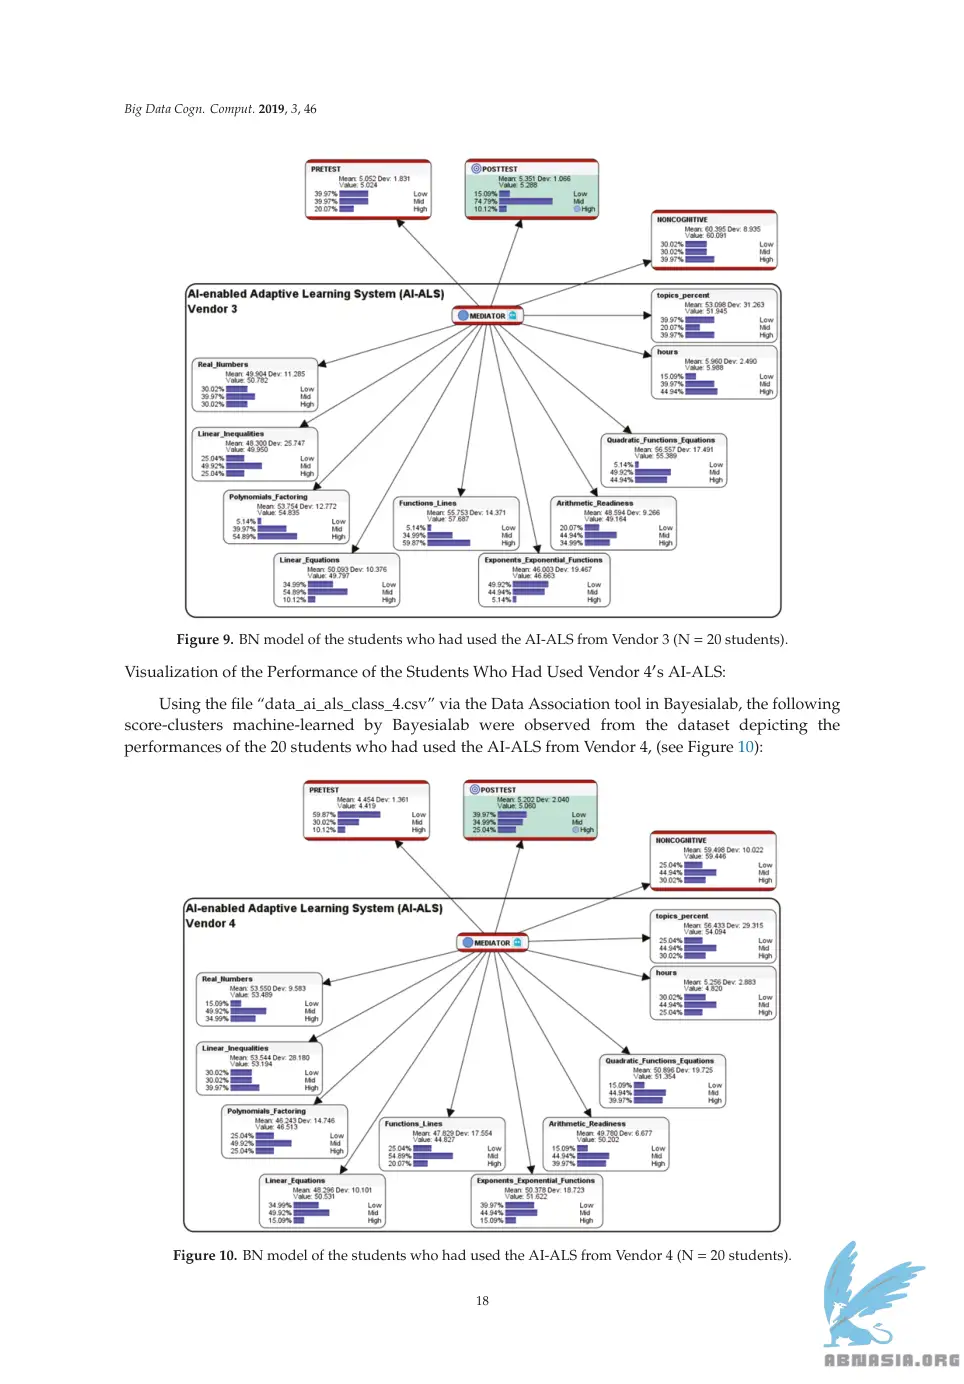 Big Data Cogn. Comput. 2019, 3, 46
PRETEST
Mean: 5.052 Dev: 1.831
Value: 5.024
39.97% Low
39.97% Mid
20.07% High
POSTTEST
Mean: 5.351 Dev: 1.066
Value: 5.288
15.09% Low
74.79% Mid
10.12% High
NONCOGNITIVE
Mean: 60.395 Dev: 8.935
Value: 60.091
30.02% Low
30.02% Mid
39.97% High
AI-enabled Adaptive Learning System (AI-ALS)
Vendor 3
MEDIATOR
topics_percent
Mean: 53.098 Dev: 31.263
Value: 51.945
39.97% Low
20.07% Mid
39.97% High
hours
Mean: 5.960 Dev: 2.490
Value: 5.988
15.09% Low
39.97% Mid
44.94% High
Real_Numbers
Mean: 49.904 Dev: 11.285
Value: 50.782
30.02% Low
39.97% Mid
30.02% High
Linear_Inequalities
Mean: 48.300 Dev: 25.747
Value: 49.950
25.04% Low
49.92% Mid
25.04% High
Quadratic_Functions_Equations
Mean: 56.557 Dev: 17.491
Value: 55.389
5.14% Low
49.92% Mid
44.94% High
Polynomials_Factoring
Mean: 53.754 Dev: 12.772
Value: 54.835
5.14% Low
39.97% Mid
54.89% High
Functions_Lines
Mean: 55.753 Dev: 14.371
Value: 57.687
5.14% Low
34.99% Mid
59.87% High
Arithmetic_Readiness
Mean: 48.594 Dev: 9.266
Value: 49.164
20.07% Low
44.94% Mid
34.99% High
Linear_Equations
Mean: 50.093 Dev: 10.376
Value: 49.797
34.99% Low
54.89% Mid
10.12% High
Exponents_Exponential_Functions
Mean: 46.003 Dev: 19.467
Value: 46.663
49.92% Low
44.94% Mid
5.14% High
Figure 9. BN model of the students who had used the AI-ALS from Vendor 3 (N = 20 students).
Visualization of the Performance of the Students Who Had Used Vendor 4′s AI-ALS:
Using the file “data_ai_als_class_4.csv” via the Data Association tool in Bayesialab, the following
score-clusters machine-learned by Bayesialab were observed from the dataset depicting the
performances of the 20 students who had used the AI-ALS from Vendor 4, (see Figure 10):
PRETEST
Mean: 4.454 Dev: 1.361
Value: 4.419
59.87% Low
30.02% Mid
10.12% High
POSTTEST
Mean: 5.202 Dev: 2.040
Value: 5.060
39.97% Low
34.99% Mid
25.04% High
NONCOGNITIVE
Mean: 59.498 Dev: 10.022
Value: 59.446
25.04% Low
44.94% Mid
30.02% High
AI-enabled Adaptive Learning System (AI-ALS)
Vendor 4
MEDIATOR
topics_percent
Mean: 56.433 Dev: 29.315
Value: 54.094
25.04% Low
44.94% Mid
30.02% High
hours
Mean: 5.256 Dev: 2.883
Value: 4.820
30.02% Low
44.94% Mid
25.04% High
Real_Numbers
Mean: 53.550 Dev: 9.583
Value: 53.489
15.09% Low
49.92% Mid
34.99% High
Linear_Inequalities
Mean: 53.544 Dev: 28.180
Value: 53.194
30.02% Low
30.02% Mid
39.97% High
Quadratic_Functions_Equations
Mean: 50.896 Dev: 19.725
Value: 51.354
15.09% Low
44.94% Mid
39.97% High
Polynomials_Factoring
Mean: 46.243 Dev: 14.746
Value: 46.513
25.04% Low
49.92% Mid
25.04% High
Functions_Lines
Mean: 47.829 Dev: 17.554
Value: 44.827
25.04% Low
54.89% Mid
20.07% High
Arithmetic_Readiness
Mean: 49.780 Dev: 6.677
Value: 50.202
15.09% Low
44.94% Mid
39.97% High
Linear_Equations
Mean: 48.296 Dev: 10.101
Value: 50.531
34.99% Low
49.92% Mid
15.09% High
Exponents_Exponential_Functions
Mean: 50.378 Dev: 18.723
Value: 51.622
39.97% Low
44.94% Mid
15.09% High
Figure 10. BN model of the students who had used the AI-ALS from Vendor 4 (N = 20 students).
18
ABNASIA.ORG